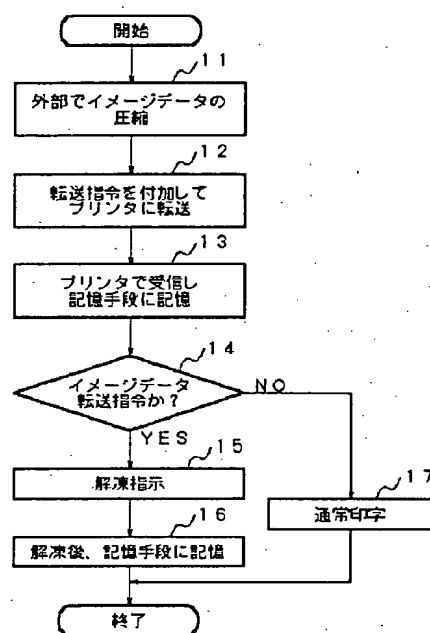 開始
11
外部でイメージデータの
圧縮
12
転送指令を付加して
プリンタに転送
13
プリンタで受信し
記憶手段に記憶
14
イメージデータ
転送指令か?
NO
YES
15
解凍指示
17
通常印字
16
解凍後、記憶手段に記憶
終了